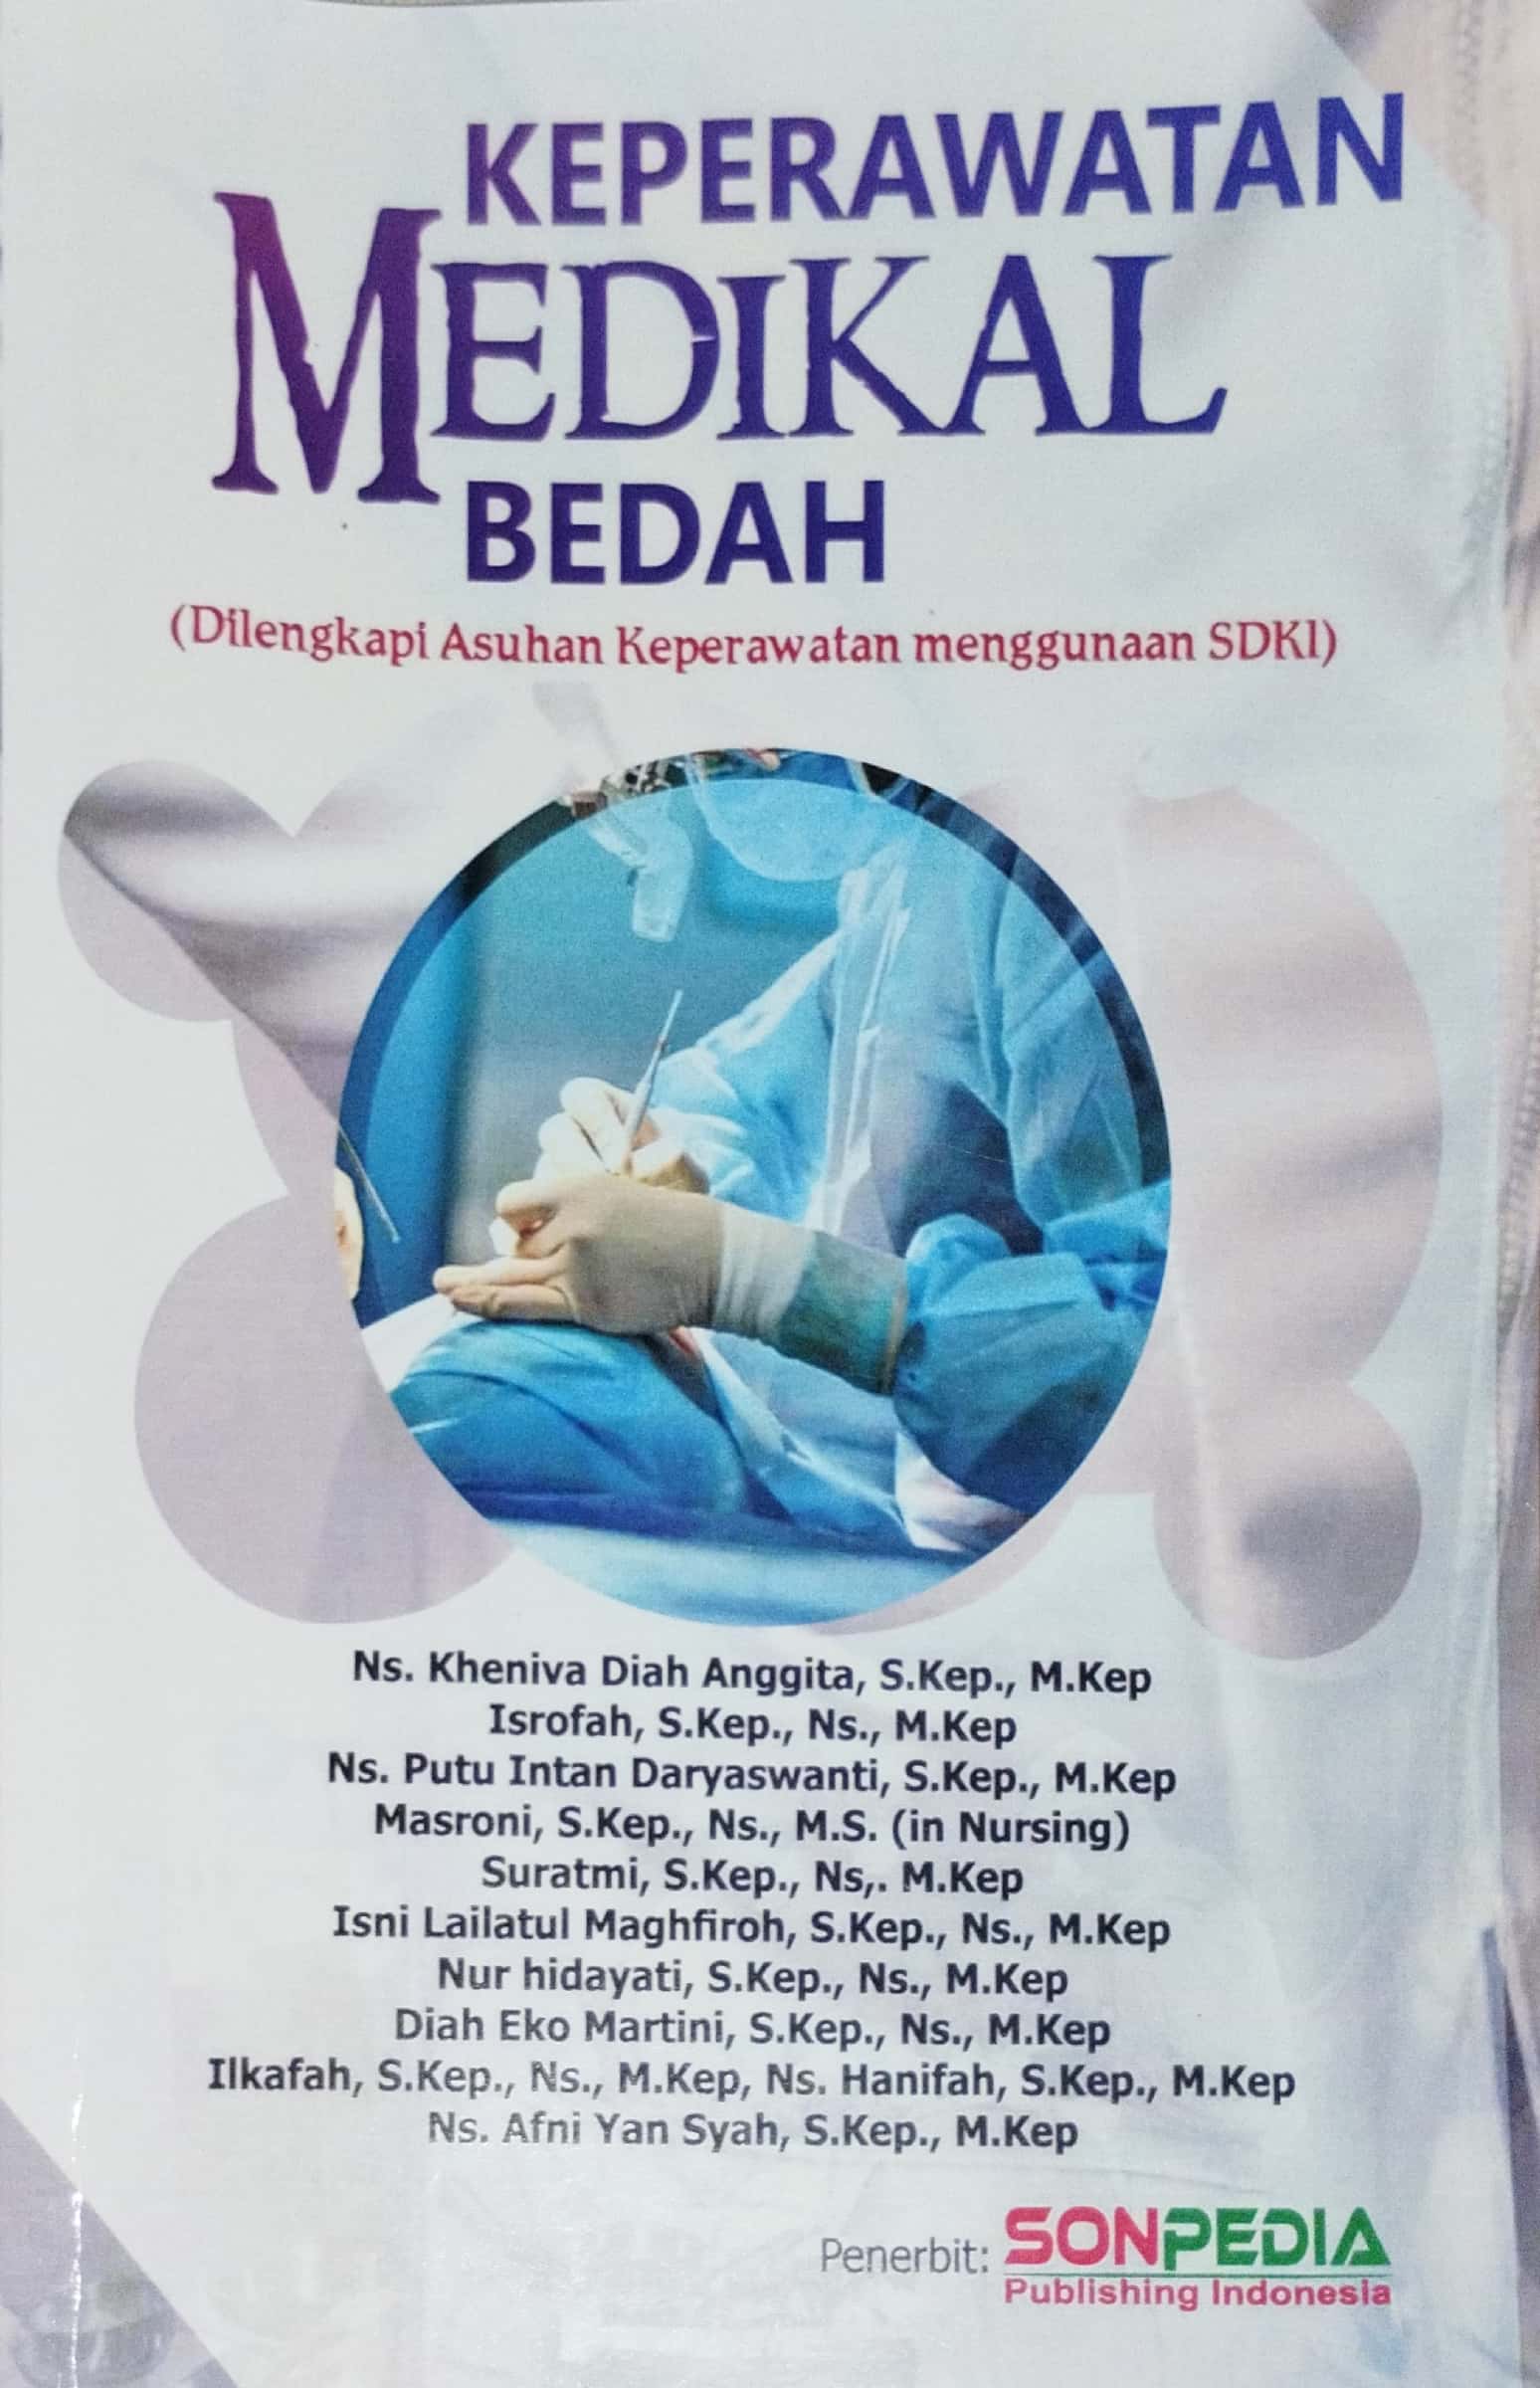 KEPERAWATAN
MEDIKAL
BEDAH
(Dilengkapi Asuhan Keperawatan menggunaan SDKI)
Ns. Kheniva Diah Anggita, S.Kep., M.Kep
Isrofah, S.Kep., Ns., M.Kep
Ns. Putu Intan Daryaswanti, S.Kep., M.Kep
Masroni, S.Kep., Ns., M.S. (in Nursing)
Suratmi, S.Kep., Ns,. M.Kep
Isni Lailatul Maghfiroh, S.Kep., Ns., M.Kep
Nur hidayati, S.Kep., Ns., M.Kep
Diah Eko Martini, S.Kep., Ns., M.Kep
Ilkafah, S.Kep., Ns., M.Kep, Ns. Hanifah, S.Kep., M.Kep
Ns. Afni Yan Syah, S.Kep., M.Kep
Penerbit: SONPEDIA
Publishing Indonesia